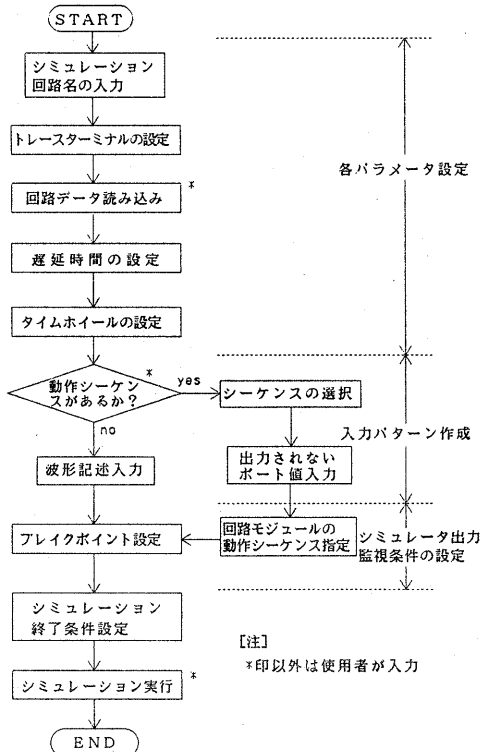 START
シミュレーション
回路名の入力
トレースターミナルの設定
回路データ読み込み
*
遅延時間の設定
タイムホイールの設定
動作シーケン
スがあるか?
*
yes
no
シーケンスの選択
波形記述入力
出力されない
ポート値入力
ブレイクポイント設定
回路モジュールの
動作シーケンス指定
シミュレーション
終了条件設定
シミュレーション実行
*
END
各パラメータ設定
入力パターン作成
シミュレータ出力
監視条件の設定
[注]
*印以外は使用者が入力